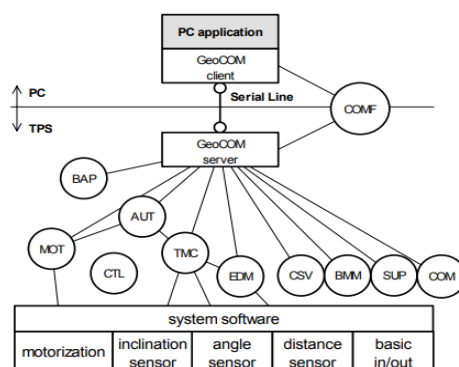 PC application
GeoCOM
client
PC
Serial Line
COMF
TPS
GeoCOM
server
BAP
AUT
MOT
TMC
CTL
EDM
CSV
BMM
SUP
COM
system software
motorization
inclination
sensor
angle
sensor
distance
sensor
basic
in/out